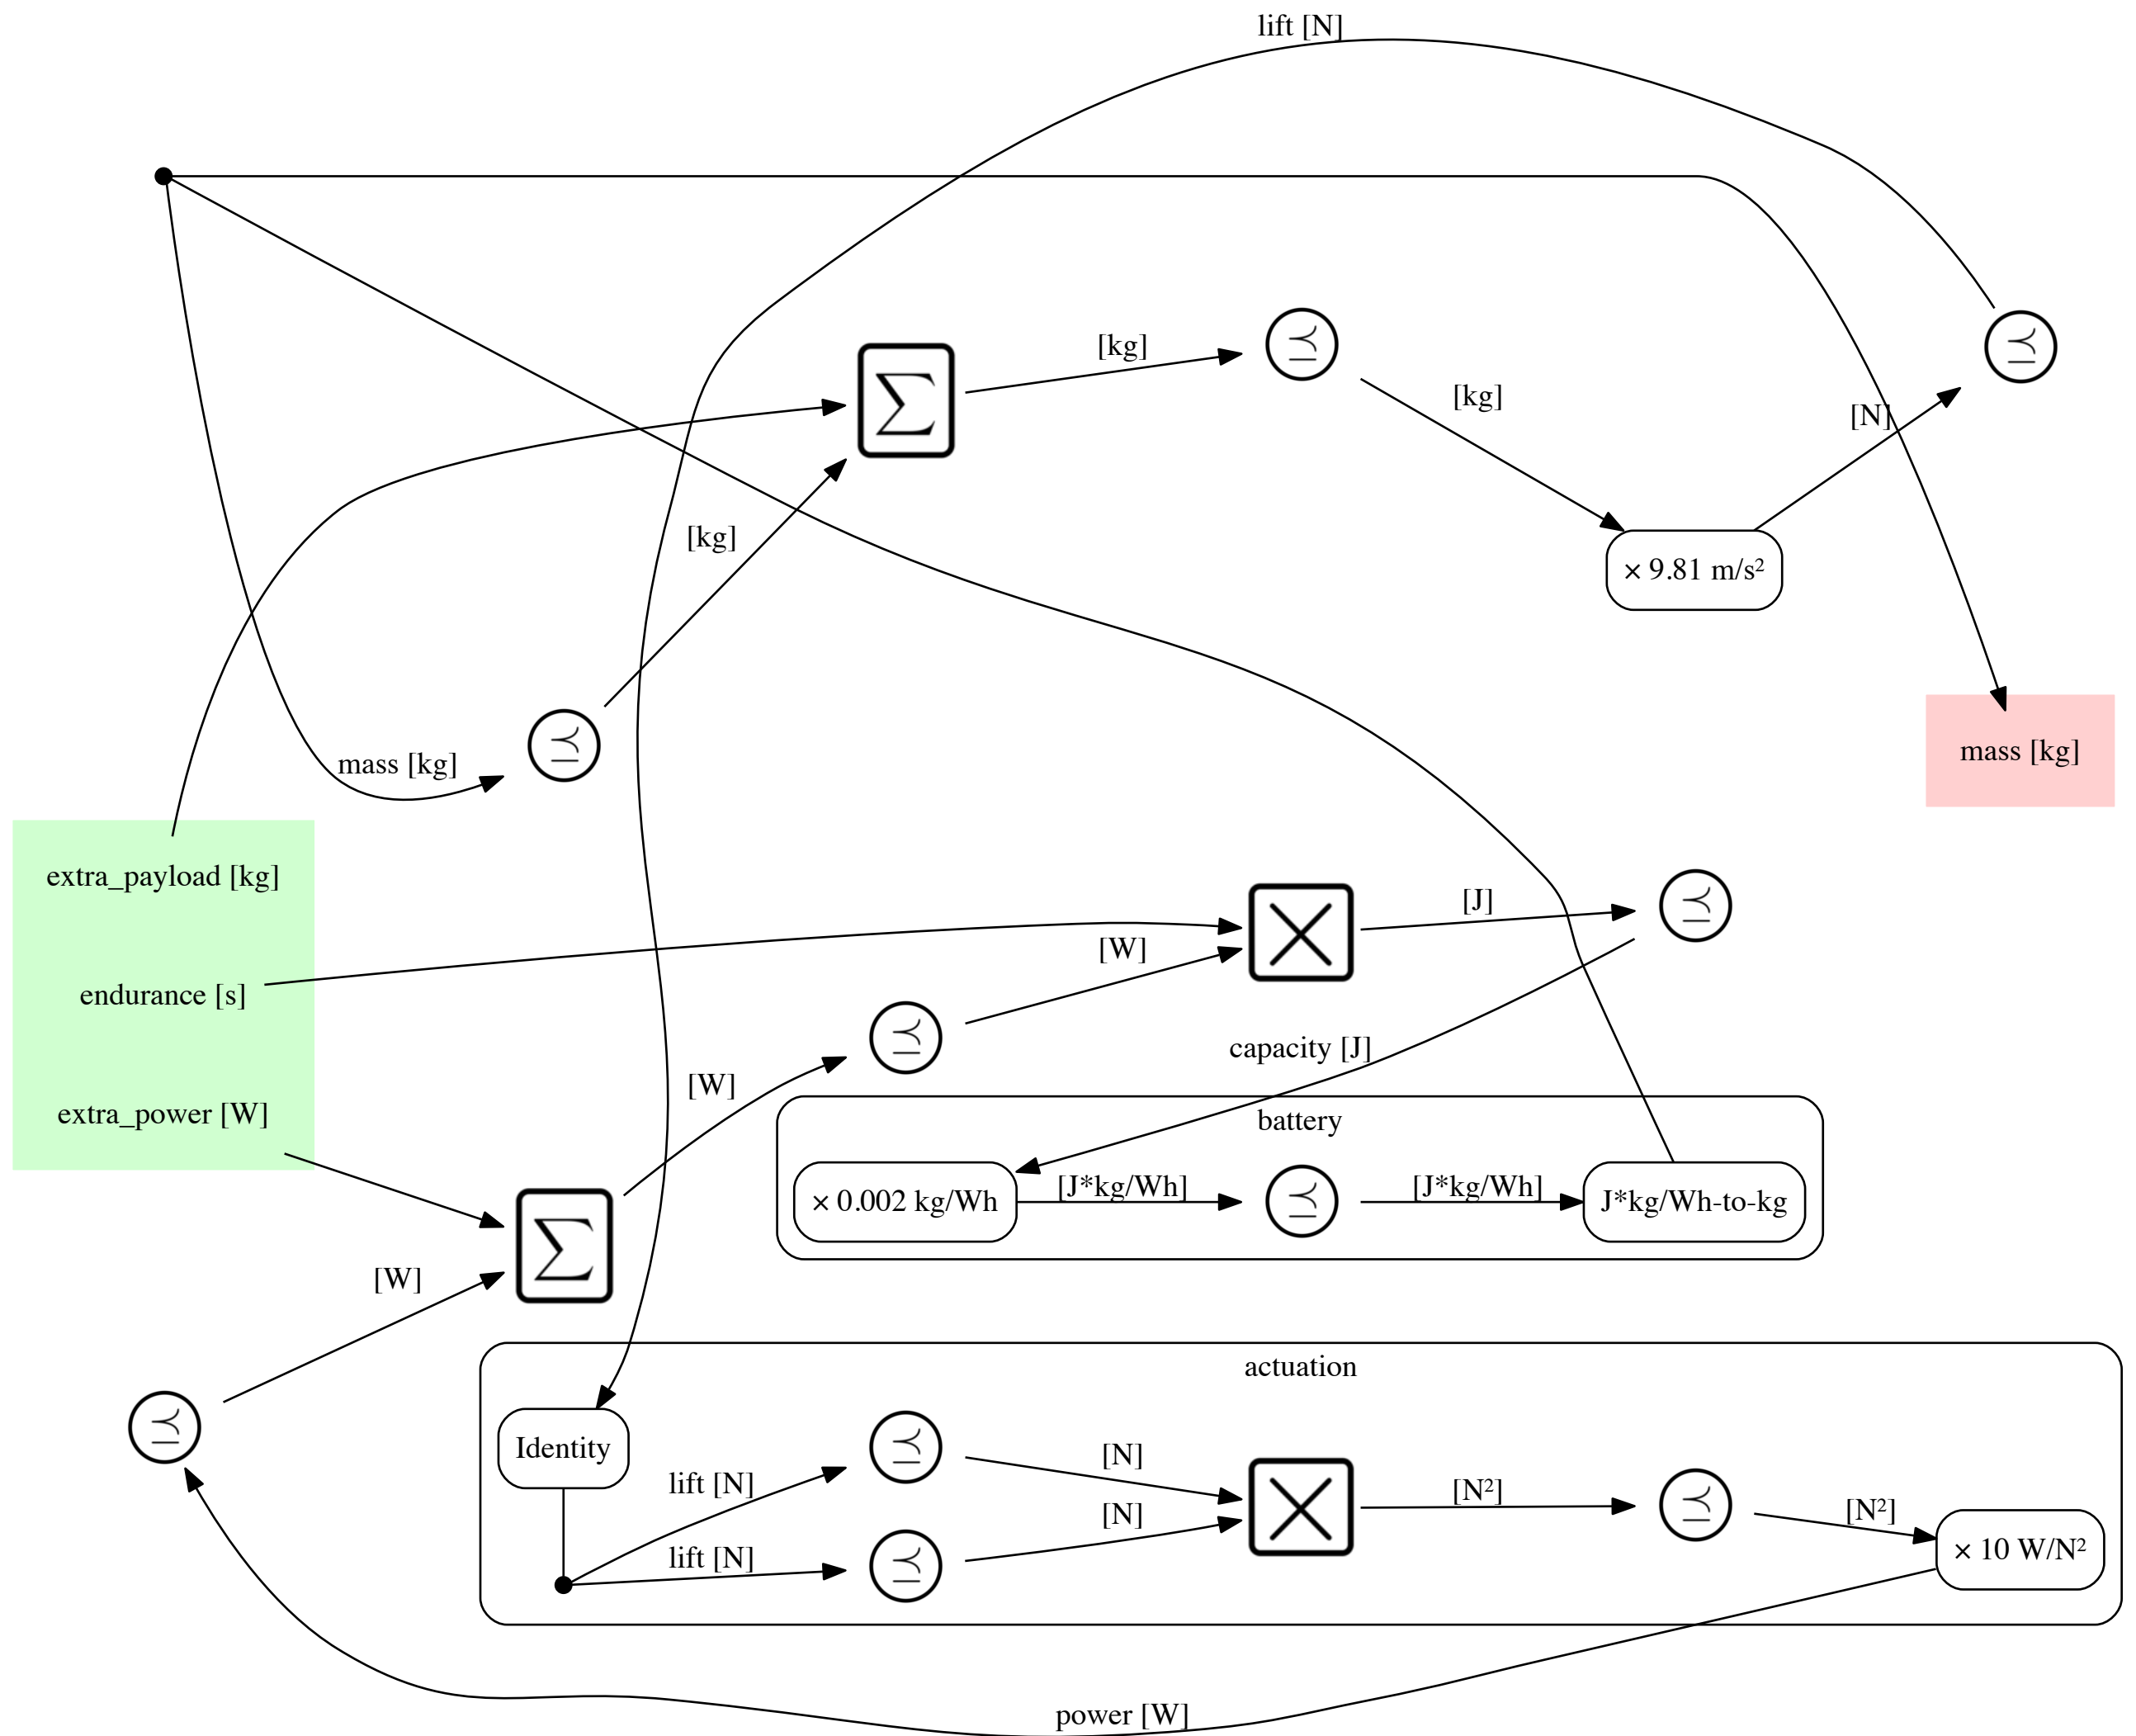 lift [N]
[kg]
[kg]
[N]
Σ
[kg]
× 9.81 m/s²
mass [kg]
mass [kg]
⪯
⪯
⪯
extra_payload [kg]
[J]
⪯
×
[W]
endurance [s]
⪯
capacity [J]
[W]
extra_power [W]
battery
× 0.002 kg/Wh
[J*kg/Wh]
⪯
[J*kg/Wh]
J*kg/Wh-to-kg
Σ
[W]
actuation
⪯
Identity
⪯
[N]
lift [N]
[N²]
⪯
[N²]
×
[N]
× 10 W/N²
lift [N]
⪯
power [W]